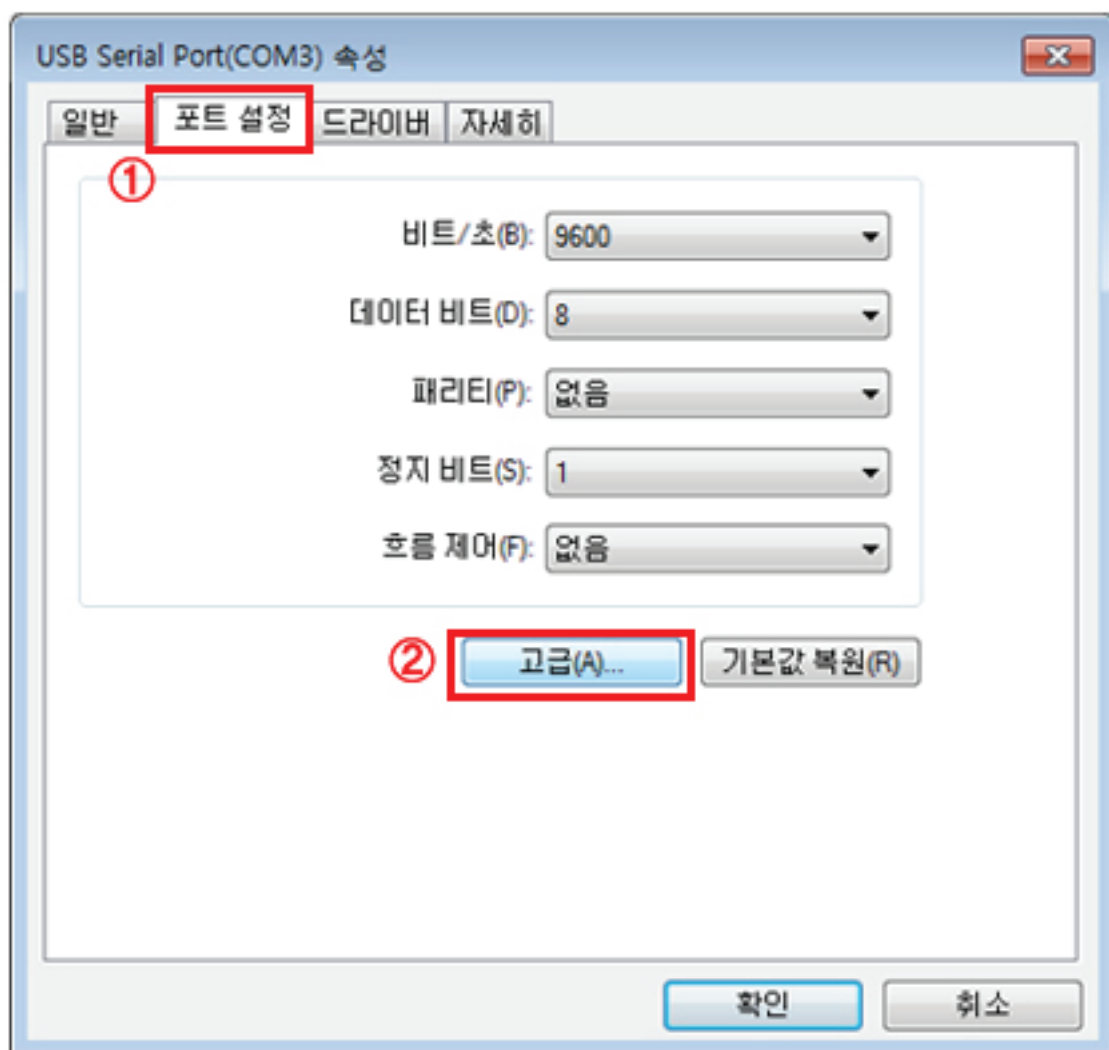 USB Serial Port(COM3) 속성
일반 포트 설정 드라이버 자세히
①
비트/초(B): 9600
데이터 비트(D): 8
패리티(P): 없음
정지 비트(S): 1
흐름 제어(F): 없음
② 고급(A)... 기본값 복원(R)
확인 취소